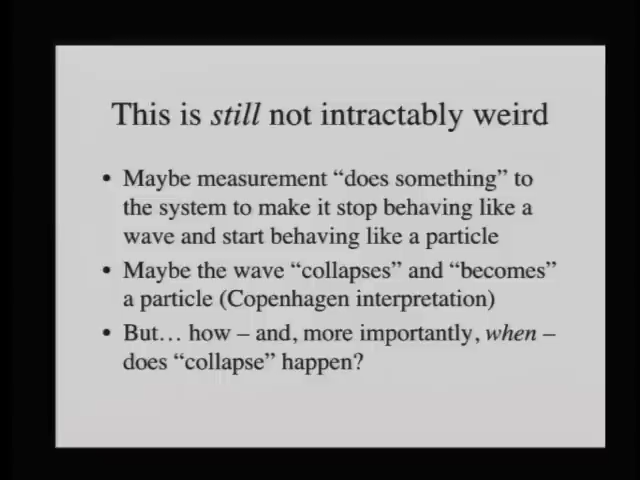 This is still not intractably weird
• Maybe measurement “does something” to
the system to make it stop behaving like a
wave and start behaving like a particle
• Maybe the wave “collapses” and “becomes”
a particle (Copenhagen interpretation)
• But… how – and, more importantly, when –
does “collapse” happen?